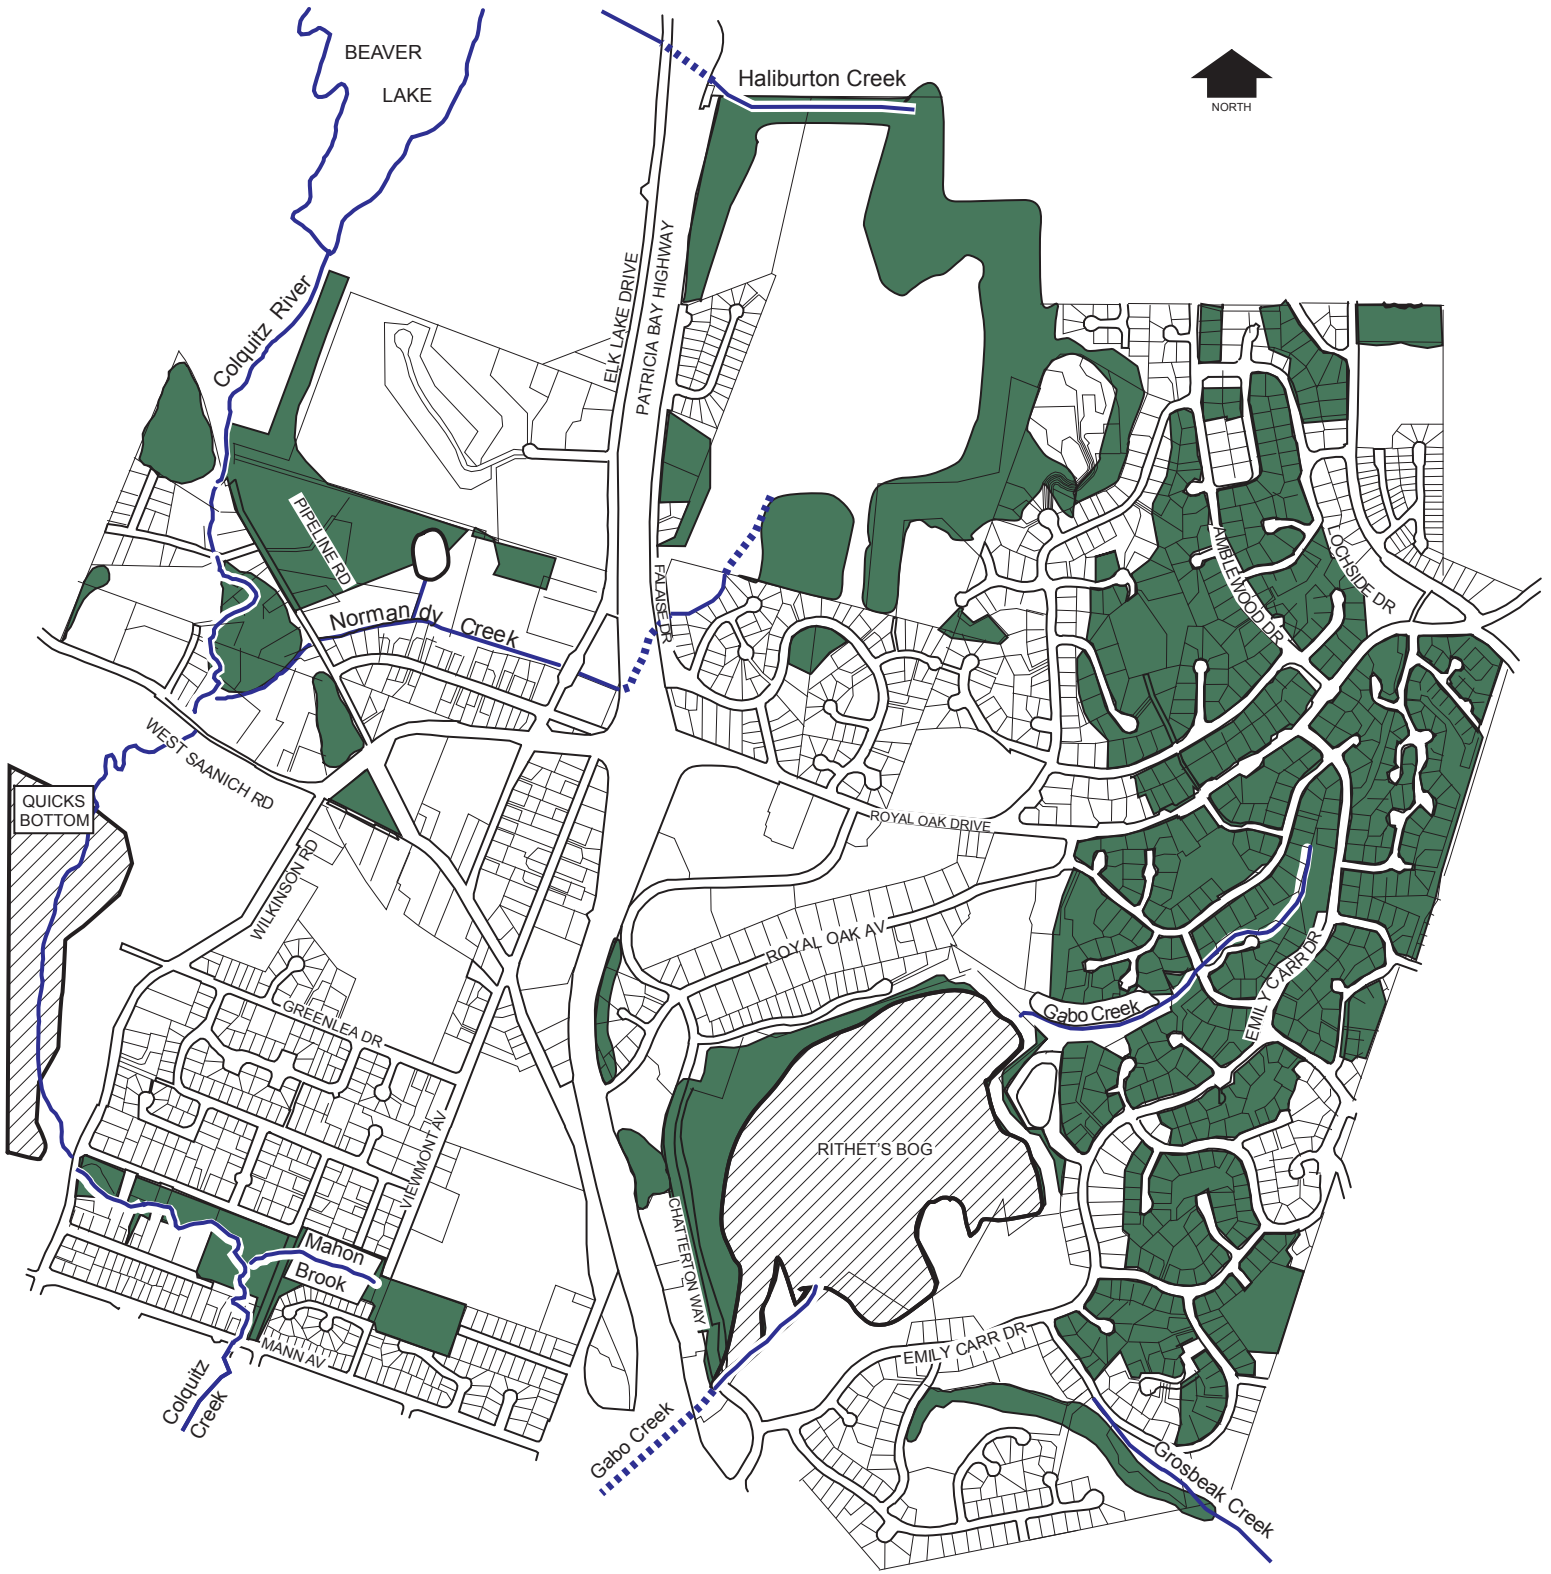 BEAVER
LAKE
Haliburton Creek
NORTH
Colquitz River
ELK LAKE DRIVE
PATRICIA BAY HIGHWAY
PIPELINE RD
Norman dy Creek
FALAISE DR
AMBLEWOOD DR
LOCHSIDE DR
WEST SAANICH RD
QUICKS
BOTTOM
ROYAL OAK DRIVE
WILKINSON RD
ROYAL OAK AV
GREENLEA DR
EMILY CARR DR
Gabo Creek
VIEWMONT AV
RITHET'S BOG
CHATTERTON WAY
Mahon
Brook
MANN AV
EMILY CARR DR
Colquitz
Creek
Gabo Creek
Grosbeak Creek